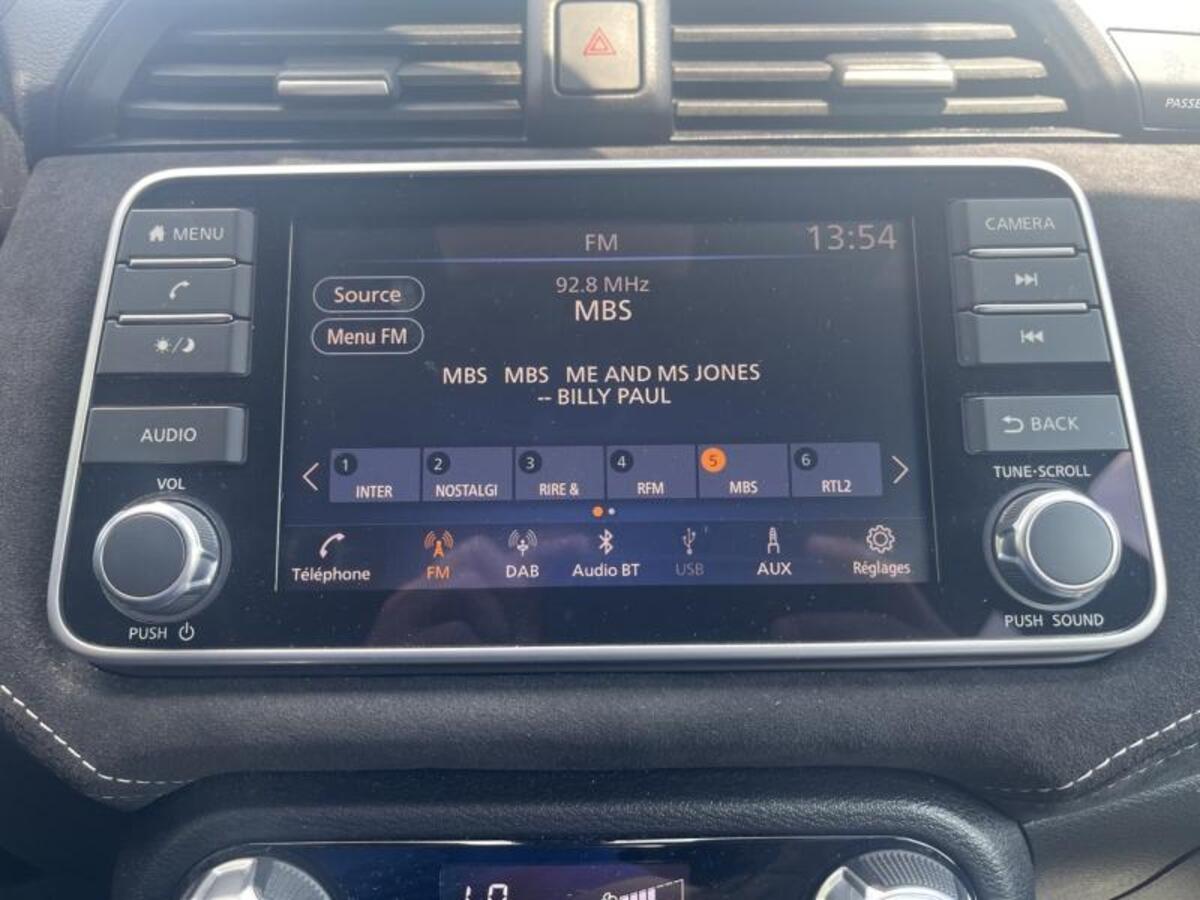 PASSE
MENU
CAMERA
FM
13:54
Source
92.8 MHz
MBS
Menu FM
MBS MBS ME AND MS JONES
-- BILLY PAUL
AUDIO
BACK
VOL
TUNE·SCROLL
1 INTER
2 NOSTALGI
3 RIRE &
4 RFM
5 MBS
6 RTL2
Téléphone
FM
DAB
Audio BT
USB
AUX
Réglages
PUSH
PUSH SOUND
LO